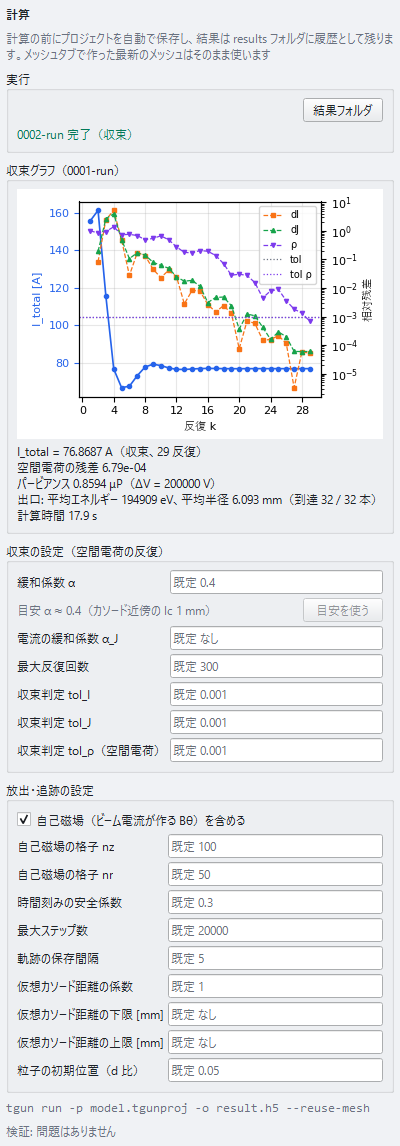 計算
計算の前にプロジェクトを自動で保存し、結果は results フォルダに履歴として残りま
す。メッシュタブで作った最新のメッシュはそのまま使います
実行
結果フォルダ
0002-run 完了（収束）
収束グラフ（0001-run）
160
140
120
100
80
I_total [A]
0
4
8
12
16
20
24
28
反復 k
10¹
10⁰
10⁻¹
10⁻²
10⁻³
10⁻⁴
10⁻⁵
相対残差
dI
dJ
ρ
tol
tol ρ
I_total = 76.8687 A（収束、29 反復）
空間電荷の残差 6.79e-04
パービアンス 0.8594 μP（ΔV = 200000 V）
出口: 平均エネルギー 194909 eV、平均半径 6.093 mm（到達 32 / 32 本）
計算時間 17.9 s
収束の設定（空間電荷の反復）
緩和係数 α
既定 0.4
目安 α ≈ 0.4（カソード近傍の lc 1 mm）
目安を使う
電流の緩和係数 α_J
既定 なし
最大反復回数
既定 300
収束判定 tol_I
既定 0.001
収束判定 tol_J
既定 0.001
収束判定 tol_ρ（空間電荷）
既定 0.001
放出・追跡の設定
自己磁場（ビーム電流が作る Bθ）を含める
自己磁場の格子 nz
既定 100
自己磁場の格子 nr
既定 50
時間刻みの安全係数
既定 0.3
最大ステップ数
既定 20000
軌跡の保存間隔
既定 5
仮想カソード距離の係数
既定 1
仮想カソード距離の下限 [mm]
既定 なし
仮想カソード距離の上限 [mm]
既定 なし
粒子の初期位置（d 比）
既定 0.05
tgun run -p model.tgunproj -o result.h5 --reuse-mesh
検証: 問題はありません